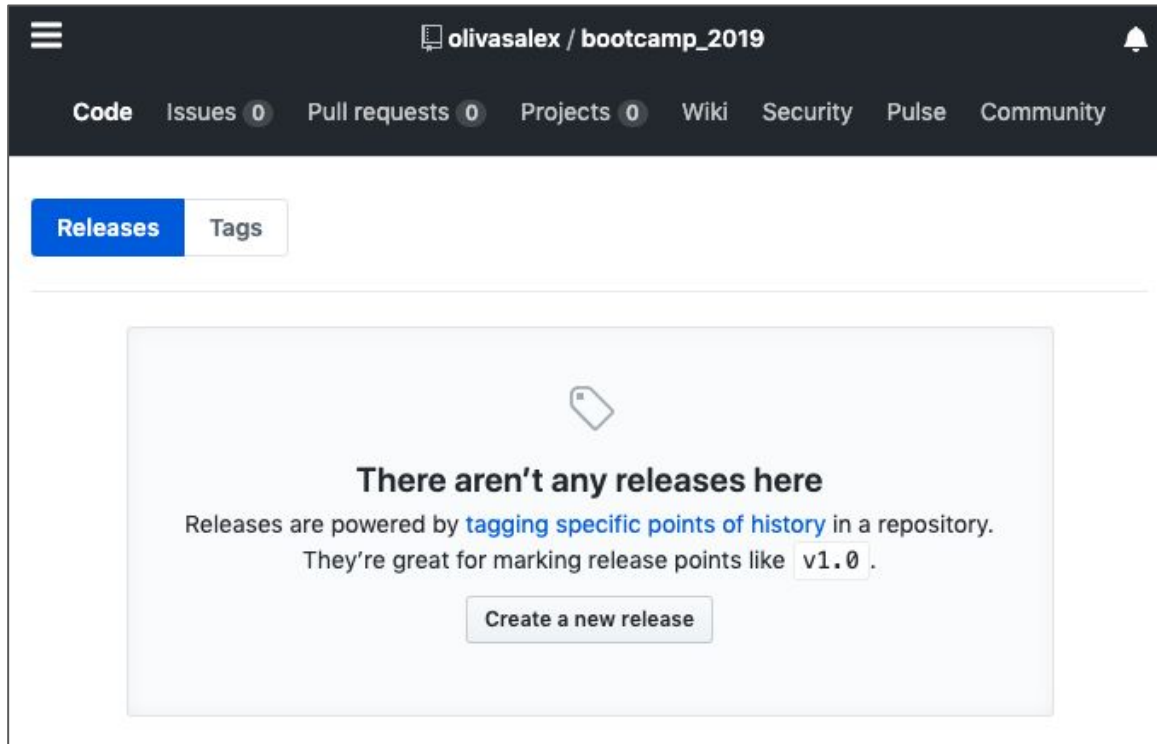 olivasalex / bootcamp_2019
Code Issues 0 Pull requests 0 Projects 0 Wiki Security Pulse Community
Releases Tags
There aren’t any releases here
Releases are powered by tagging specific points of history in a repository.
They’re great for marking release points like v1.0 .
Create a new release